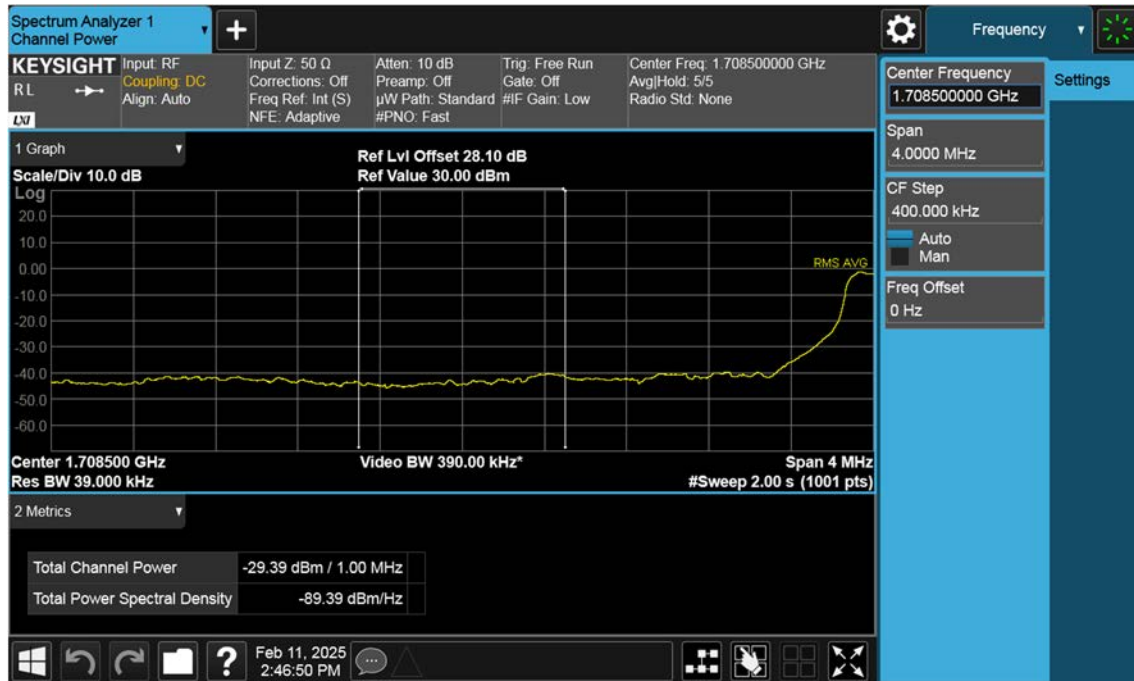 Spectrum Analyzer 1
Channel Power
Frequency
KEYSIGHT
RL
LXI
Input: RF
Coupling: DC
Align: Auto
Input Z: 50 Ω
Corrections: Off
Freq Ref: Int (S)
NFE: Adaptive
Atten: 10 dB
Preamp: Off
µW Path: Standard
#PNO: Fast
Trig: Free Run
Gate: Off
#IF Gain: Low
Center Freq: 1.708500000 GHz
Avg|Hold: 5/5
Radio Std: None
Center Frequency
1.708500000 GHz
Settings
Span
4.0000 MHz
CF Step
400.000 kHz
Auto
Man
Freq Offset
0 Hz
1 Graph
Scale/Div 10.0 dB
Ref Lvl Offset 28.10 dB
Ref Value 30.00 dBm
Log
20.0
10.0
0.00
RMS AVG
-10.0
-20.0
-30.0
-40.0
-50.0
-60.0
Center 1.708500 GHz
Video BW 390.00 kHz*
Span 4 MHz
Res BW 39.000 kHz
#Sweep 2.00 s (1001 pts)
2 Metrics
Total Channel Power -29.39 dBm / 1.00 MHz
Total Power Spectral Density -89.39 dBm/Hz
?
Feb 11, 2025
2:46:50 PM